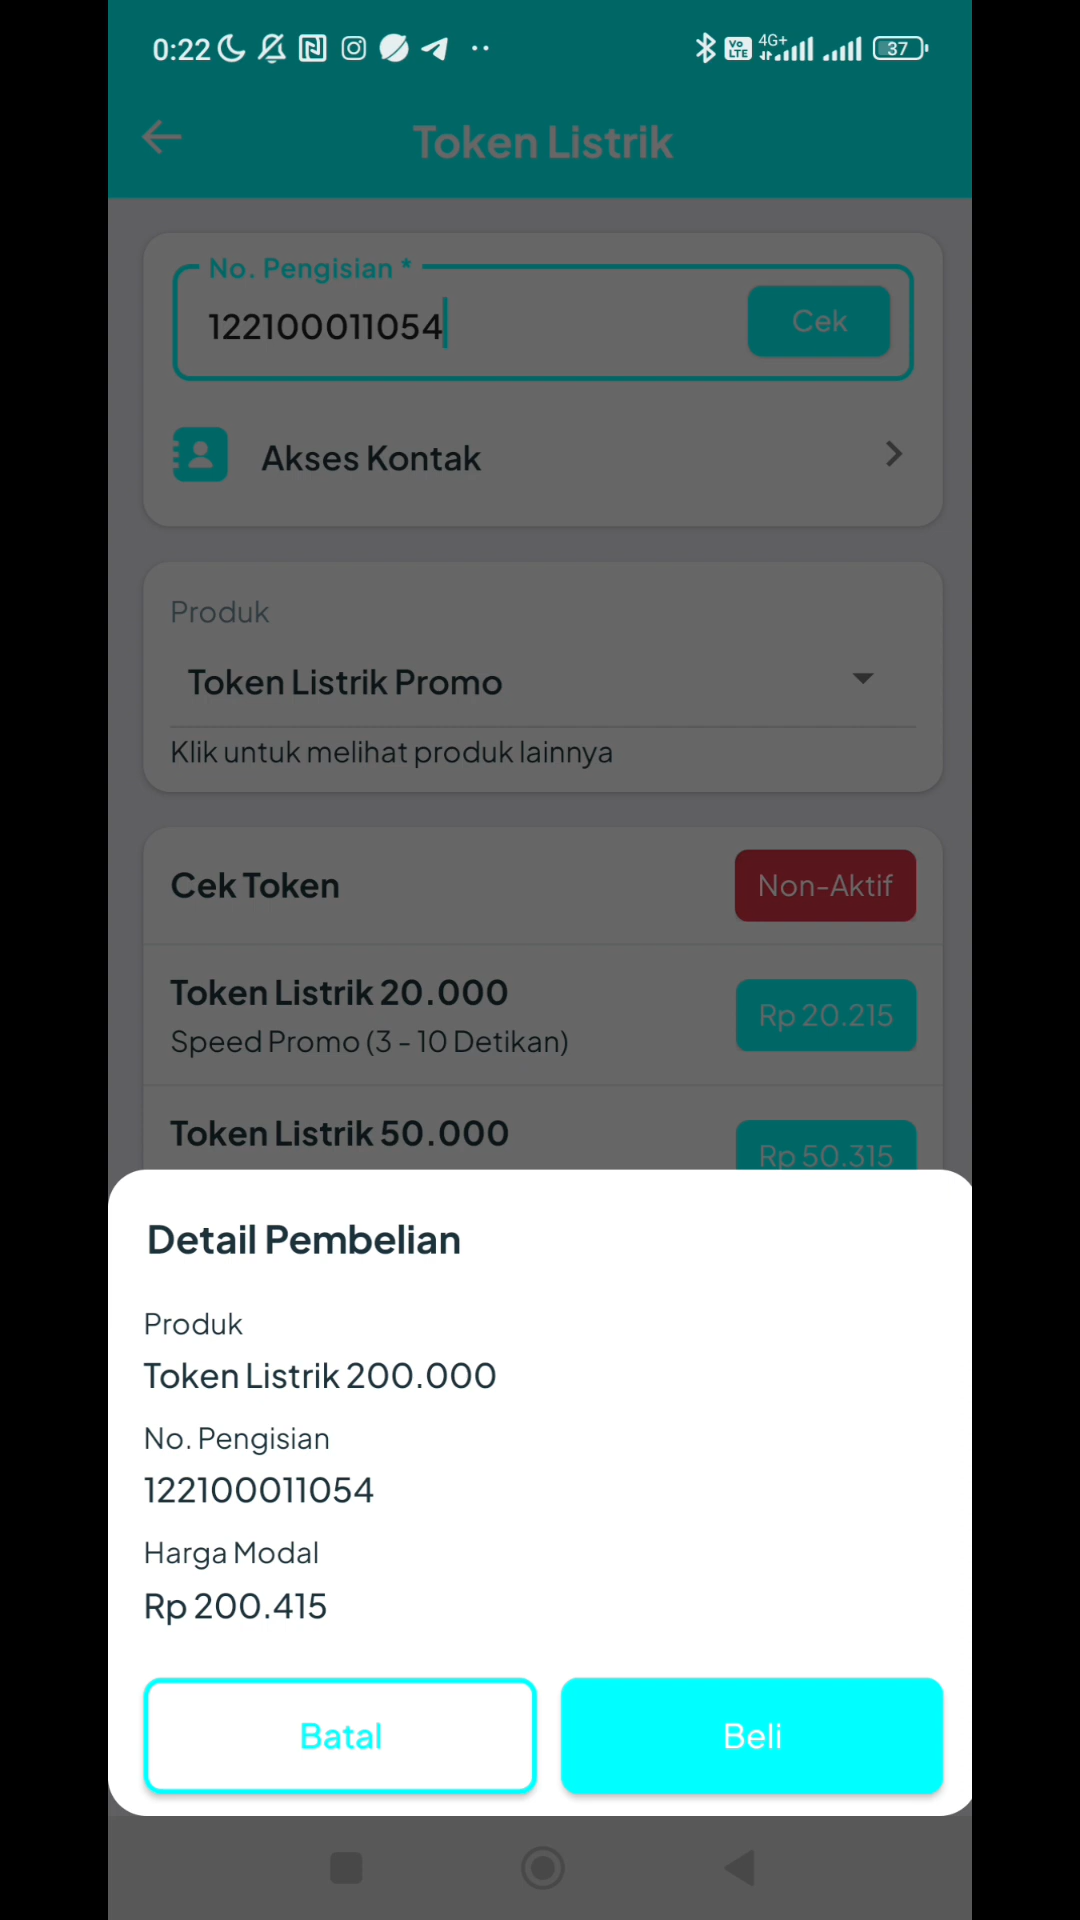 0:22
Vo LTE 4G+ 37
Token Listrik
No. Pengisian *
122100011054
Cek
Akses Kontak
Produk
Token Listrik Promo
Klik untuk melihat produk lainnya
Cek Token
Non-Aktif
Token Listrik 20.000
Rp 20.215
Speed Promo (3 - 10 Detikan)
Token Listrik 50.000
Rp 50.315
Detail Pembelian
Produk
Token Listrik 200.000
No. Pengisian
122100011054
Harga Modal
Rp 200.415
Batal
Beli